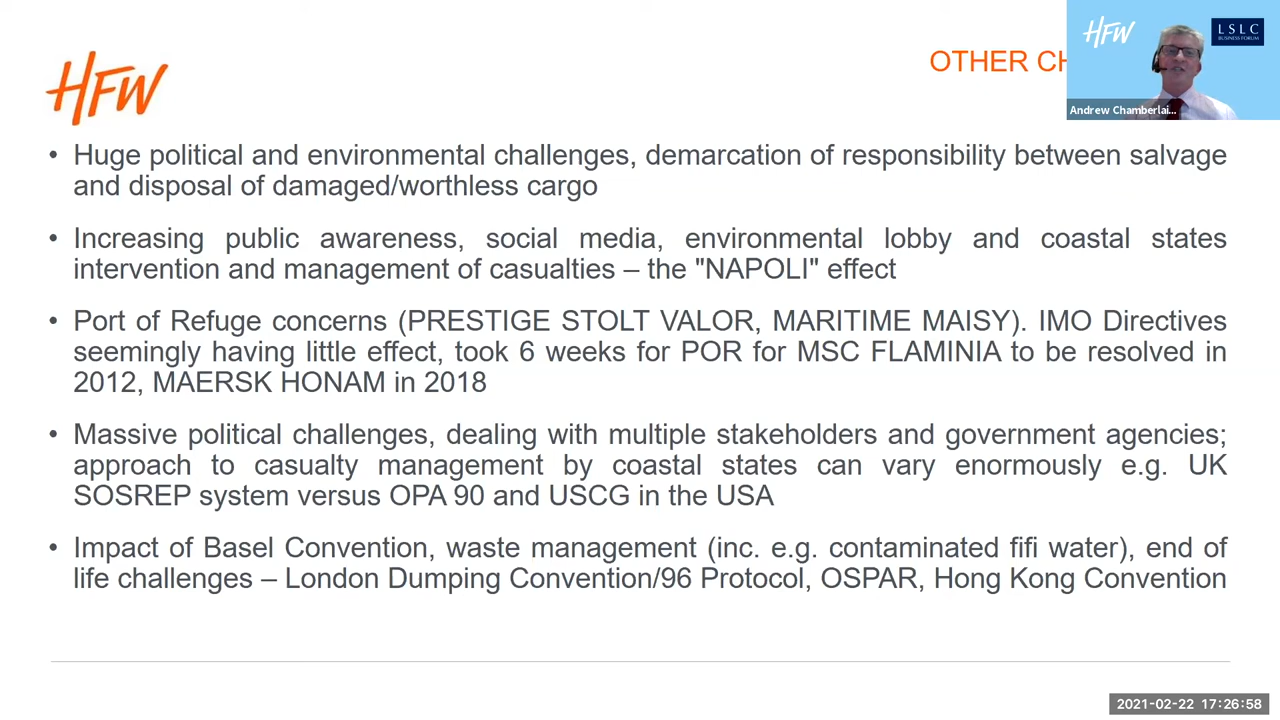 HFW
OTHER CH
HFW
LSLC
BUSINESS FORUM
Andrew Chamberlai...
• Huge political and environmental challenges, demarcation of responsibility between salvage
and disposal of damaged/worthless cargo
• Increasing public awareness, social media, environmental lobby and coastal states
intervention and management of casualties – the "NAPOLI" effect
• Port of Refuge concerns (PRESTIGE STOLT VALOR, MARITIME MAISY). IMO Directives
seemingly having little effect, took 6 weeks for POR for MSC FLAMINIA to be resolved in
2012, MAERSK HONAM in 2018
• Massive political challenges, dealing with multiple stakeholders and government agencies;
approach to casualty management by coastal states can vary enormously e.g. UK
SOSREP system versus OPA 90 and USCG in the USA
• Impact of Basel Convention, waste management (inc. e.g. contaminated fifi water), end of
life challenges – London Dumping Convention/96 Protocol, OSPAR, Hong Kong Convention
2021-02-22 17:26:58